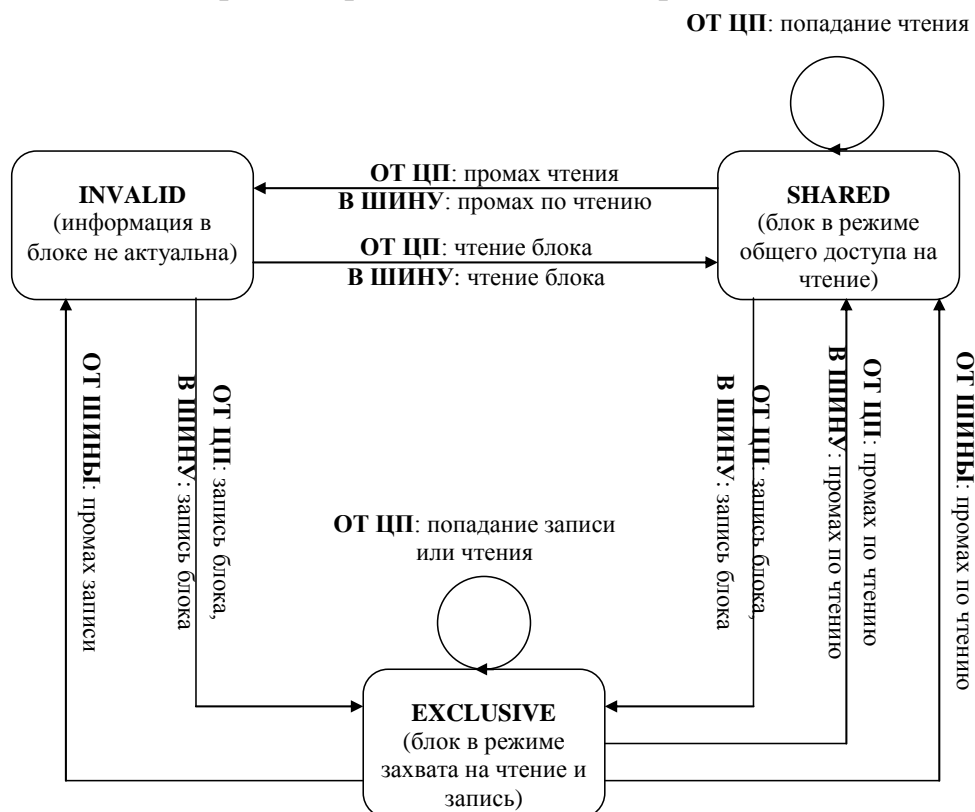 ОТ ЦП: попадание чтения
INVALID
(информация в
блоке не актуальна)
ОТ ЦП: промах чтения
В ШИНУ: промах по чтению
ОТ ЦП: чтение блока
В ШИНУ: чтение блока
SHARED
(блок в режиме
общего доступа на
чтение)
ОТ ШИНЫ: промах записи
ОТ ЦП: запись блока,
В ШИНУ: запись блока
ОТ ЦП: попадание записи
или чтения
ОТ ЦП: запись блока,
В ШИНУ: запись блока
ОТ ЦП: промах по чтению
В ШИНУ: промах по чтению
ОТ ШИНЫ: промах по чтению
EXCLUSIVE
(блок в режиме
захвата на чтение и
запись)